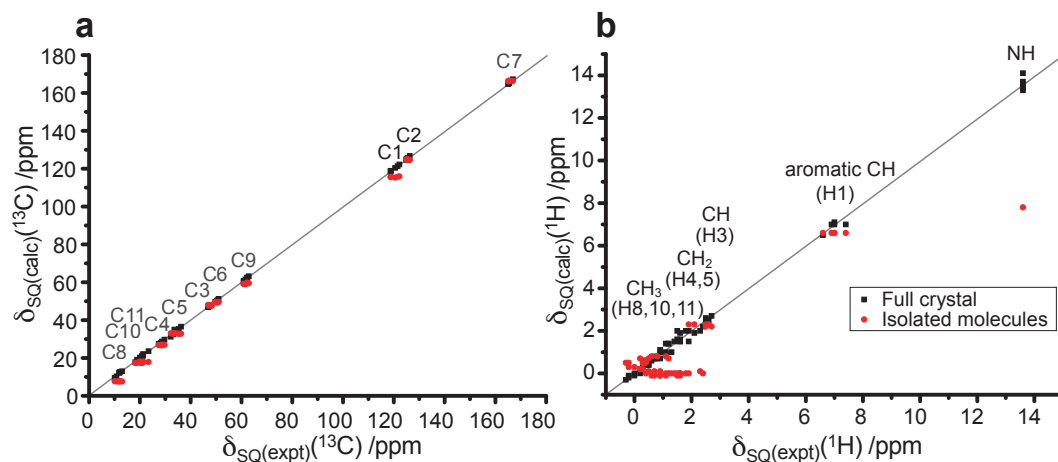 a
δSQ(calc)(¹³C) /ppm
180
160
140
120
100
80
60
40
20
0
C7
C2
C1
C9
C6
C3
C5
C11
C4
C10
C8
0 20 40 60 80 100 120 140 160 180
δSQ(expt)(¹³C) /ppm
b
δSQ(calc)(¹H) /ppm
14
12
10
8
6
4
2
0
NH
aromatic CH
(H1)
CH
(H3)
CH₂
(H4,5)
CH₃
(H8,10,11)
Full crystal
Isolated molecules
0 2 4 6 8 10 12 14
δSQ(expt)(¹H) /ppm